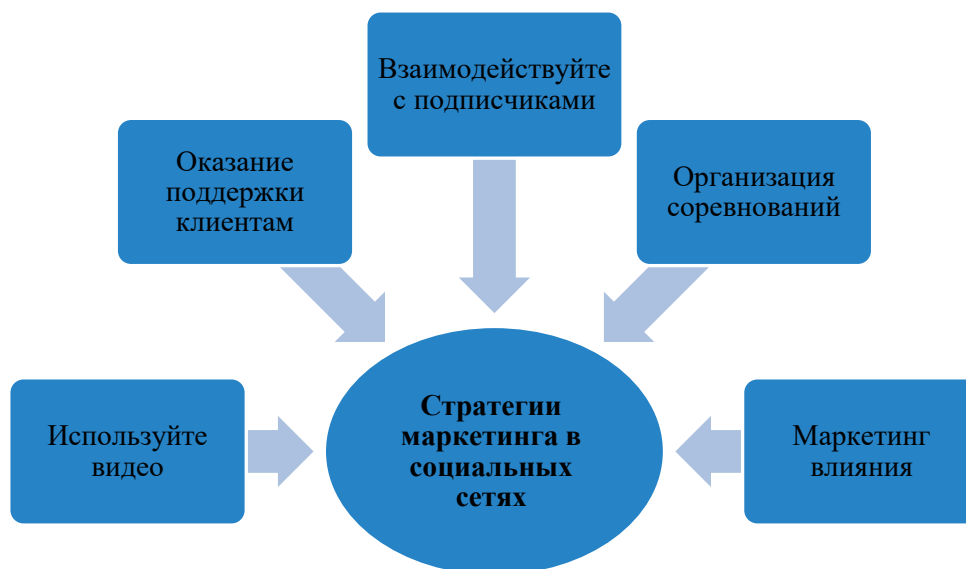 Взаимодействуйте
с подписчиками
Оказание
поддержки
клиентам
Организация
соревнований
Используйте
видео
Стратегии
маркетинга в
социальных
сетях
Маркетинг
влияния